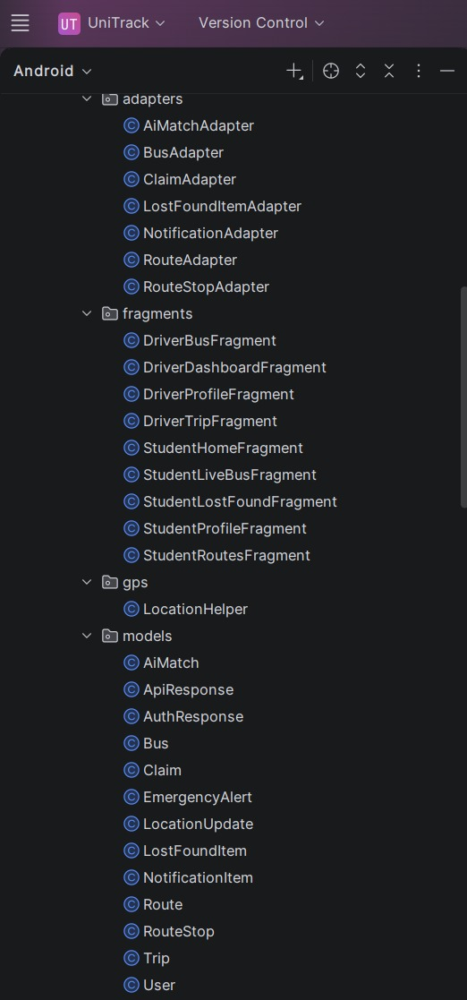 UT UniTrack Version Control
Android
adapters
C AiMatchAdapter
C BusAdapter
C ClaimAdapter
C LostFoundItemAdapter
C NotificationAdapter
C RouteAdapter
C RouteStopAdapter
fragments
C DriverBusFragment
C DriverDashboardFragment
C DriverProfileFragment
C DriverTripFragment
C StudentHomeFragment
C StudentLiveBusFragment
C StudentLostFoundFragment
C StudentProfileFragment
C StudentRoutesFragment
gps
C LocationHelper
models
C AiMatch
C ApiResponse
C AuthResponse
C Bus
C Claim
C EmergencyAlert
C LocationUpdate
C LostFoundItem
C NotificationItem
C Route
C RouteStop
C Trip
C User